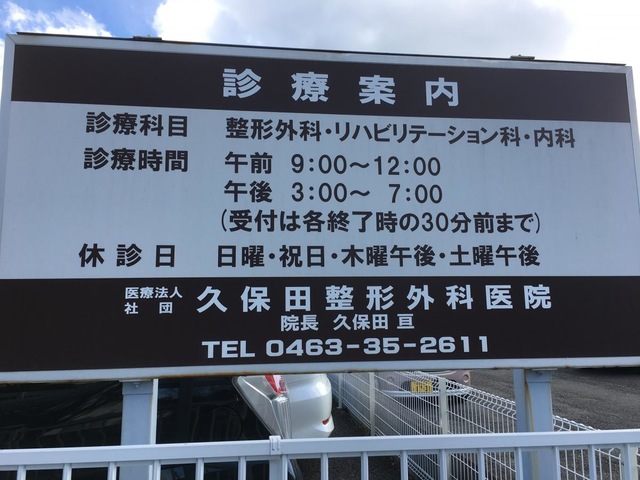 診療案内
診療科目 整形外科・リハビリテーション科・内科
診療時間 午前 9:00〜12:00
午後 3:00〜 7:00
(受付は各終了時の30分前まで)
休診日 日曜・祝日・木曜午後・土曜午後
医療法人社団 久保田整形外科医院
院長 久保田 亘
TEL 0463-35-2611